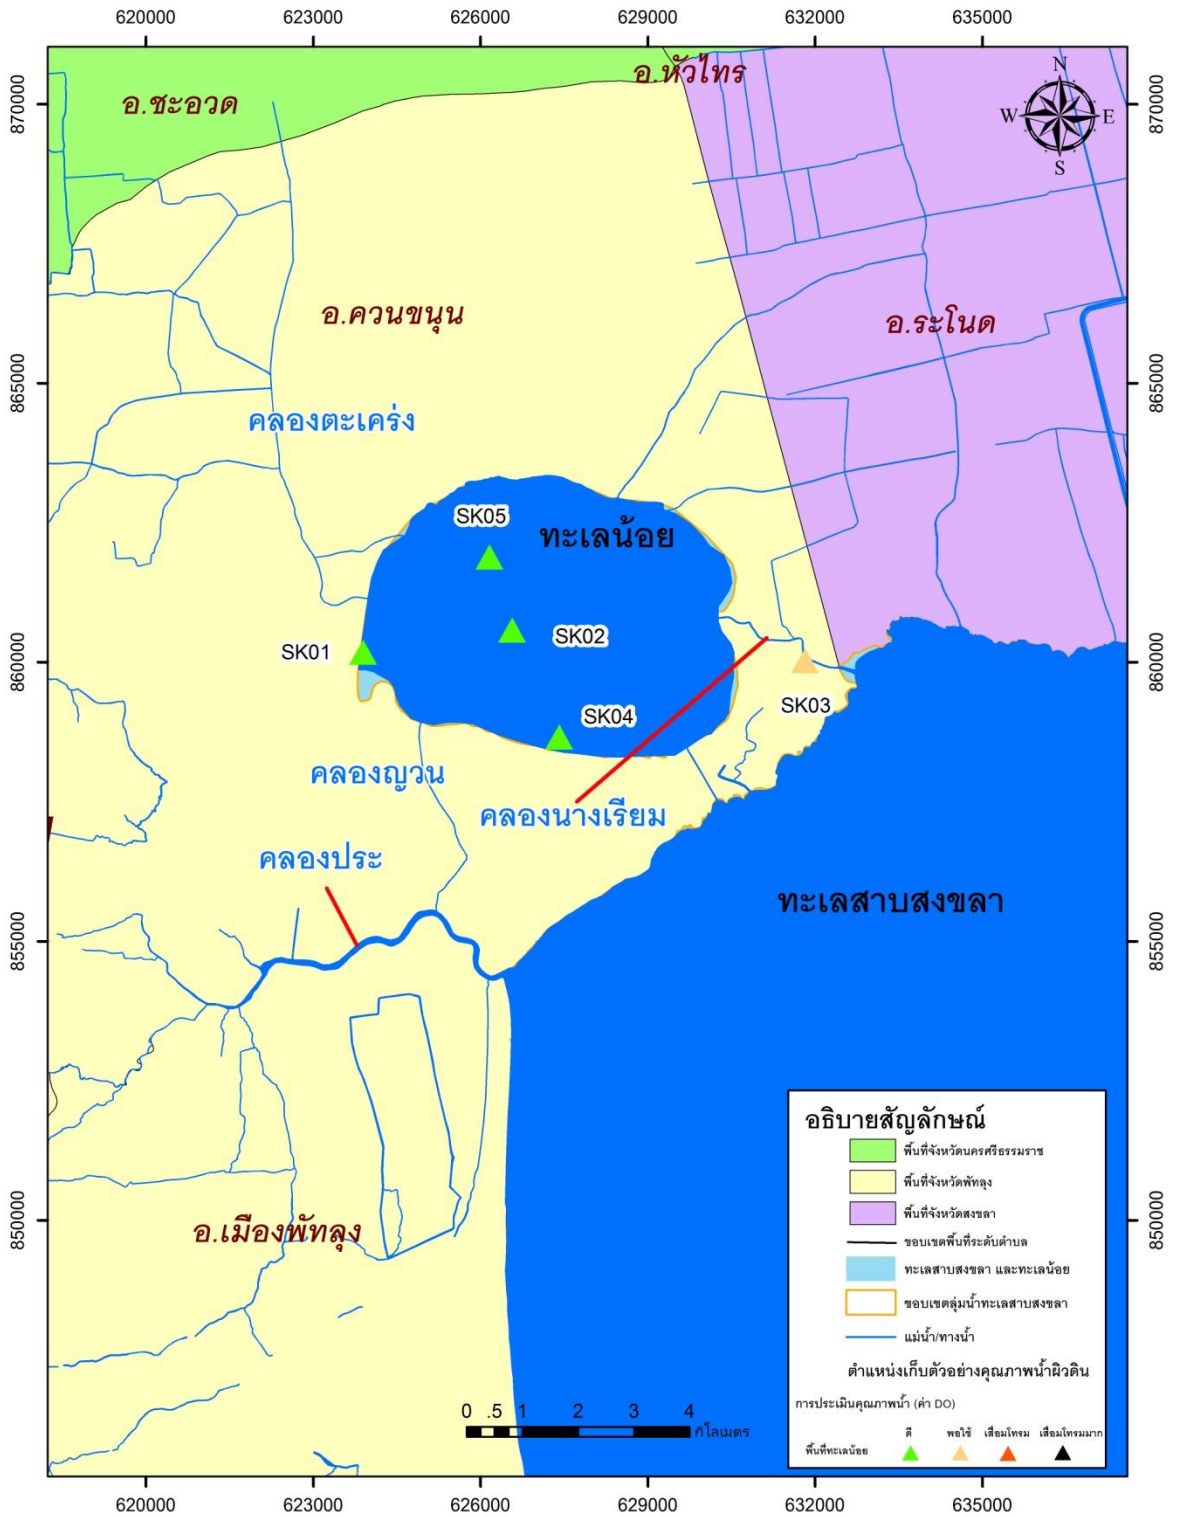 620000 623000 626000 629000 632000 635000
870000 870000
อ.ชะอวด
อ.หัวไทร
N
W E
S
อ.ควนขนุน
อ.ระโนด
865000 865000
คลองตะเคร่ง
SK05
ทะเลน้อย
SK02
SK01
860000 860000
SK04
SK03
คลองญวน
คลองนางเรียม
คลองประ
ทะเลสาบสงขลา
855000 855000
อ.เมืองพัทลุง
850000 850000
อธิบายสัญลักษณ์
พื้นที่จังหวัดนครศรีธรรมราช
พื้นที่จังหวัดพัทลุง
พื้นที่จังหวัดสงขลา
ขอบเขตพื้นที่ระดับตำบล
ทะเลสาบสงขลา และทะเลน้อย
ขอบเขตลุ่มน้ำทะเลสาบสงขลา
แม่น้ำ/ทางน้ำ
ตำแหน่งเก็บตัวอย่างคุณภาพน้ำผิวดิน
การประเมินคุณภาพน้ำ (ค่า DO)
ดี พอใช้ เสื่อมโทรม เสื่อมโทรมมาก
พื้นที่ทะเลน้อย
0 .5 1 2 3 4
กิโลเมตร
620000 623000 626000 629000 632000 635000